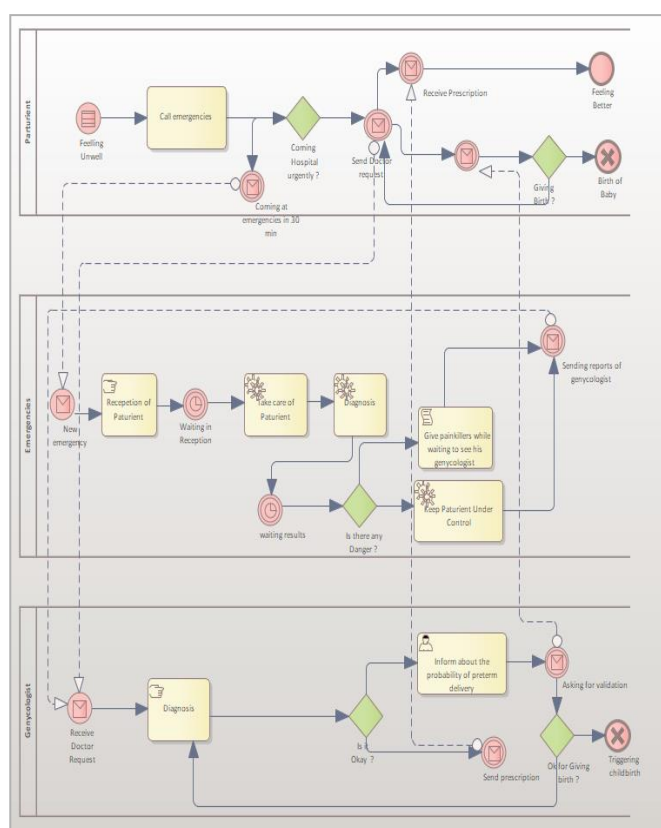 Parturient
Feelling
Unwell
Call emergencies
Coming
Hospital
urgently ?
Coming at
emergencies in 30
min
Send Doctor
request
Receive Prescription
Feeling
Better
Giving
Birth ?
Birth of
Baby
Emergencies
New
emergency
Recepetion of
Paturient
Waiting in
Reception
Take care of
Paturient
Diagnosis
waiting results
Is there any
Danger ?
Give painkillers while
waiting to see his
genycologist
Keep Paturient Under
Control
Sending reports of
genycologist
Genycologist
Receive
Doctor
Request
Diagnosis
Is it
Okay ?
Inform about the
probability of preterm
delivery
Send prescription
Asking for validation
Ok for Giving
birth ?
Triggering
childbirth